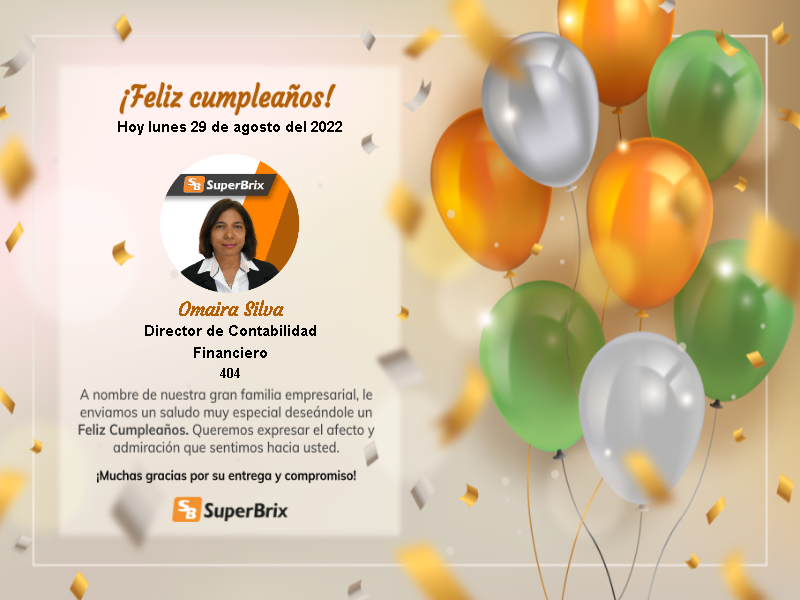 ¡Feliz cumpleaños!
Hoy lunes 29 de agosto del 2022
SB SuperBrix
Omaira Silva
Director de Contabilidad
Financiero
404
A nombre de nuestra gran familia empresarial, le
enviamos un saludo muy especial deseándole un
Feliz Cumpleaños. Queremos expresar el afecto y
admiración que sentimos hacia usted.
¡Muchas gracias por su entrega y compromiso!
SB SuperBrix